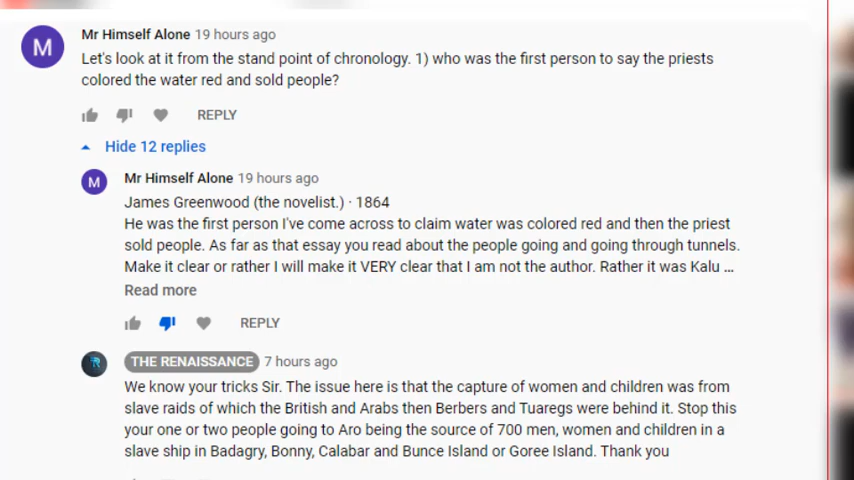 M
Mr Himself Alone 19 hours ago
Let's look at it from the stand point of chronology. 1) who was the first person to say the priests
colored the water red and sold people?
REPLY
Hide 12 replies
M
Mr Himself Alone 19 hours ago
James Greenwood (the novelist.) · 1864
He was the first person I've come across to claim water was colored red and then the priest
sold people. As far as that essay you read about the people going and going through tunnels.
Make it clear or rather I will make it VERY clear that I am not the author. Rather it was Kalu ...
Read more
REPLY
R
THE RENAISSANCE 7 hours ago
We know your tricks Sir. The issue here is that the capture of women and children was from
slave raids of which the British and Arabs then Berbers and Tuaregs were behind it. Stop this
your one or two people going to Aro being the source of 700 men, women and children in a
slave ship in Badagry, Bonny, Calabar and Bunce Island or Goree Island. Thank you